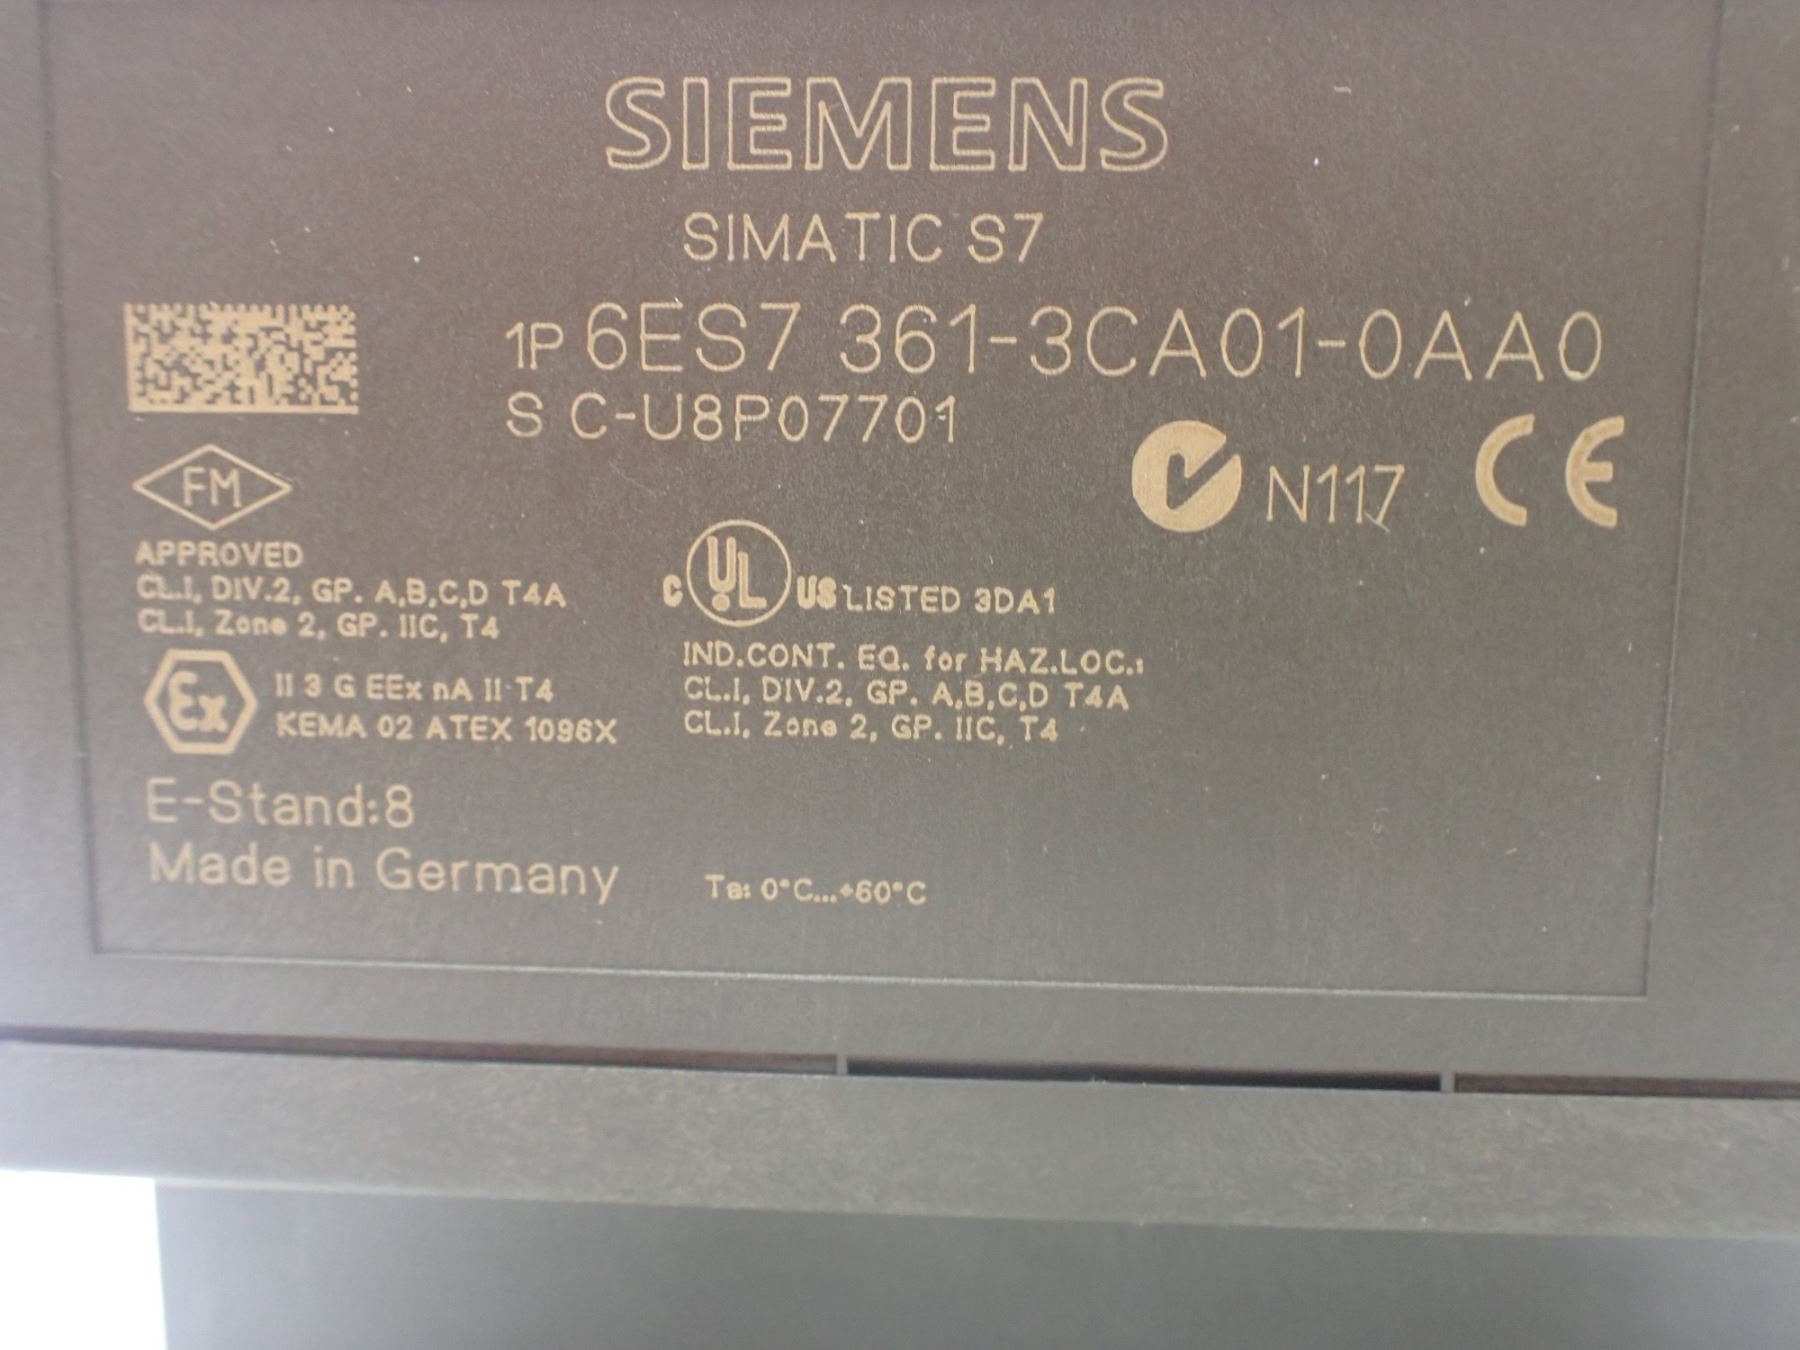 SIEMENS
SIMATIC S7
1P 6ES7 361-3CA01-0AA0
S C-U8P07701
FM
N117 CE
APPROVED
CL.I, DIV.2, GP. A,B,C,D T4A
CL.I, Zone 2, GP. IIC, T4
C UL US LISTED 3DA1
IND.CONT. EQ. for HAZ.LOC.:
CL.I, DIV.2, GP. A,B,C,D T4A
CL.I, Zone 2, GP. IIC, T4
Ex II 3 G EEx nA II T4
KEMA 02 ATEX 1096X
E-Stand:8
Made in Germany
Ta: 0°C...+60°C